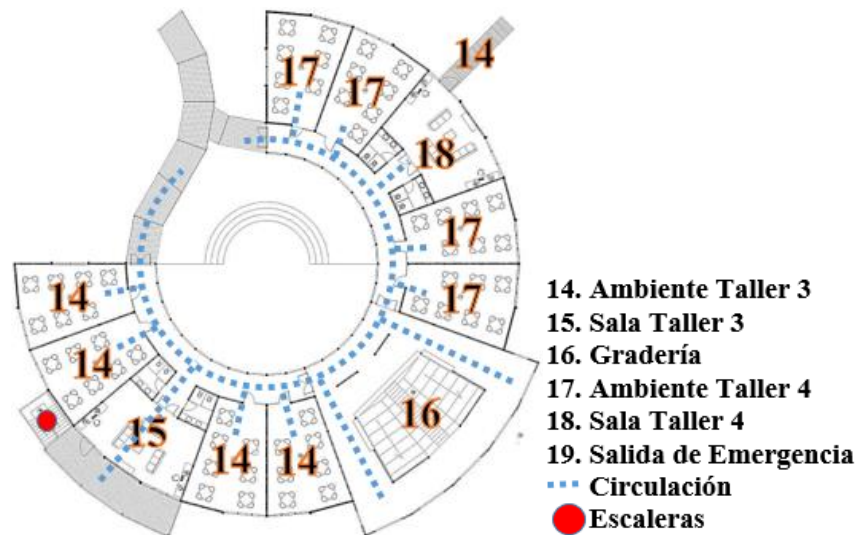 17
17
14
18
17
17
14
14
15
14
14
16
14. Ambiente Taller 3
15. Sala Taller 3
16. Gradería
17. Ambiente Taller 4
18. Sala Taller 4
19. Salida de Emergencia
Circulación
Escaleras